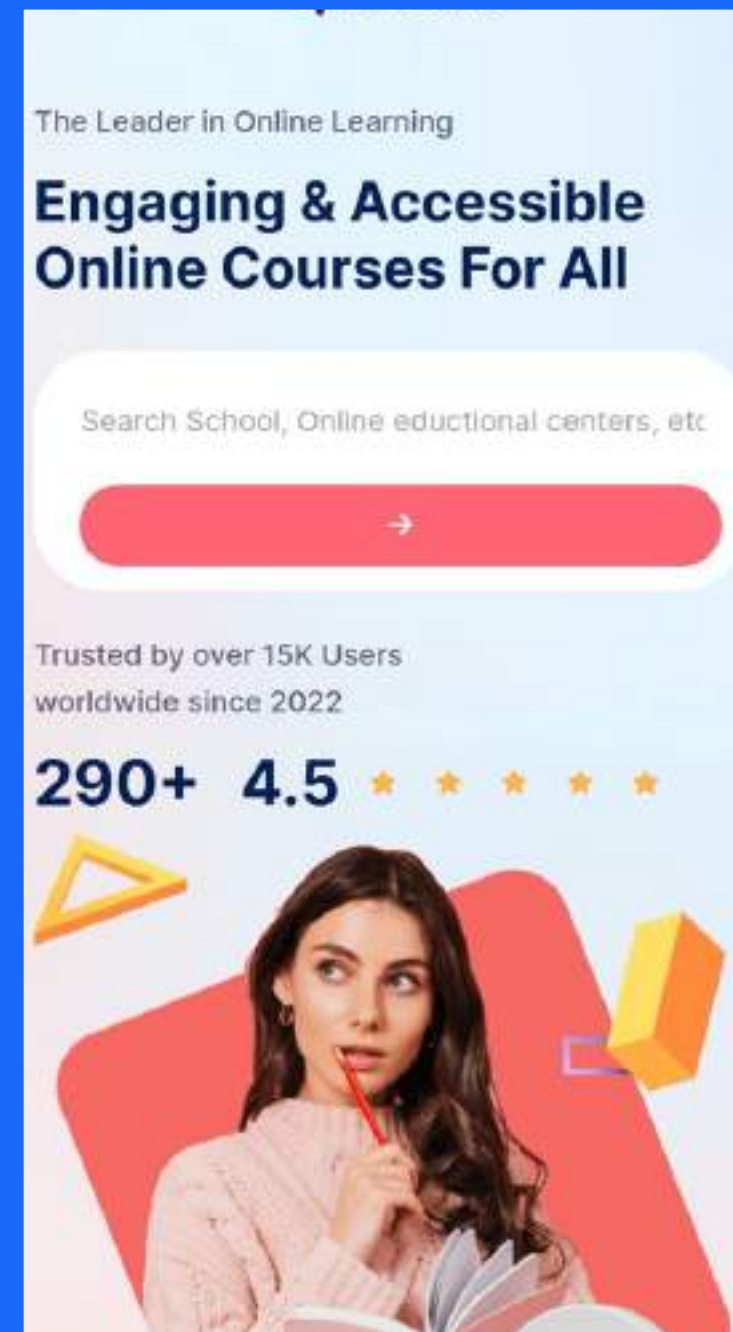 The Leader in Online Learning
Engaging & Accessible
Online Courses For All
Search School, Online eductional centers, etc
Trusted by over 15K Users
worldwide since 2022
290+ 4.5